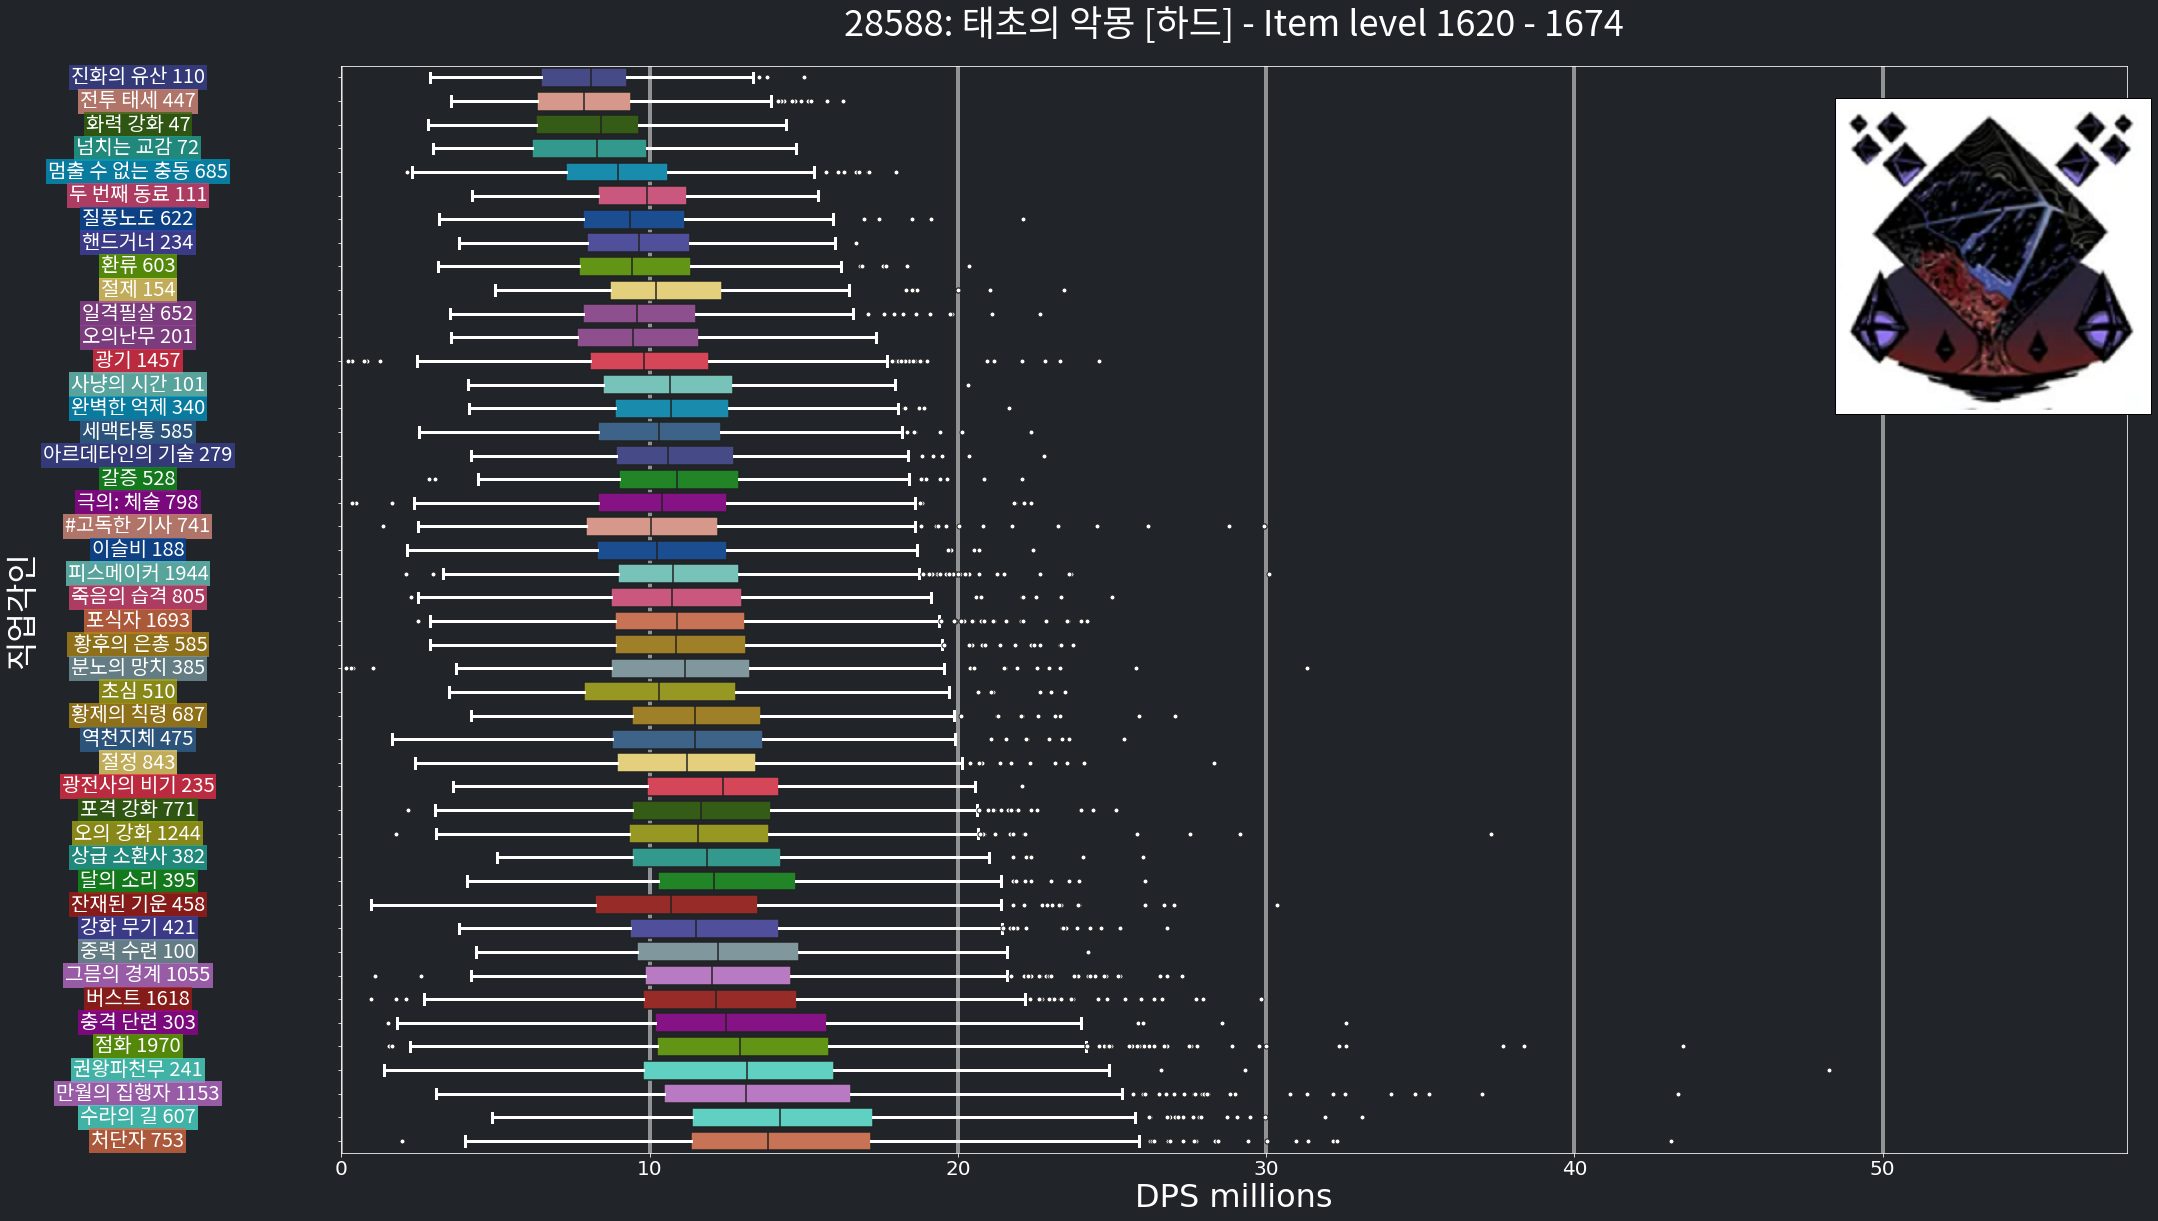 28588: 태초의 악몽 [하드] - Item level 1620 - 1674
진화의 유산 110
전투 태세 447
화력 강화 47
넘치는 교감 72
멈출 수 없는 충동 685
두 번째 동료 111
질풍노도 622
핸드거너 234
환류 603
절제 154
일격필살 652
오의난무 201
광기 1457
사냥의 시간 101
완벽한 억제 340
세맥타통 585
아르데타인의 기술 279
갈증 528
극의: 체술 798
#고독한 기사 741
이슬비 188
피스메이커 1944
죽음의 습격 805
포식자 1693
황후의 은총 585
분노의 망치 385
초심 510
황제의 칙령 687
역천지체 475
절정 843
광전사의 비기 235
포격 강화 771
오의 강화 1244
상급 소환사 382
달의 소리 395
잔재된 기운 458
강화 무기 421
중력 수련 100
그믐의 경계 1055
버스트 1618
충격 단련 303
점화 1970
권왕파천무 241
만월의 집행자 1153
수라의 길 607
처단자 753
직업각인
0 10 20 30 40 50
DPS millions